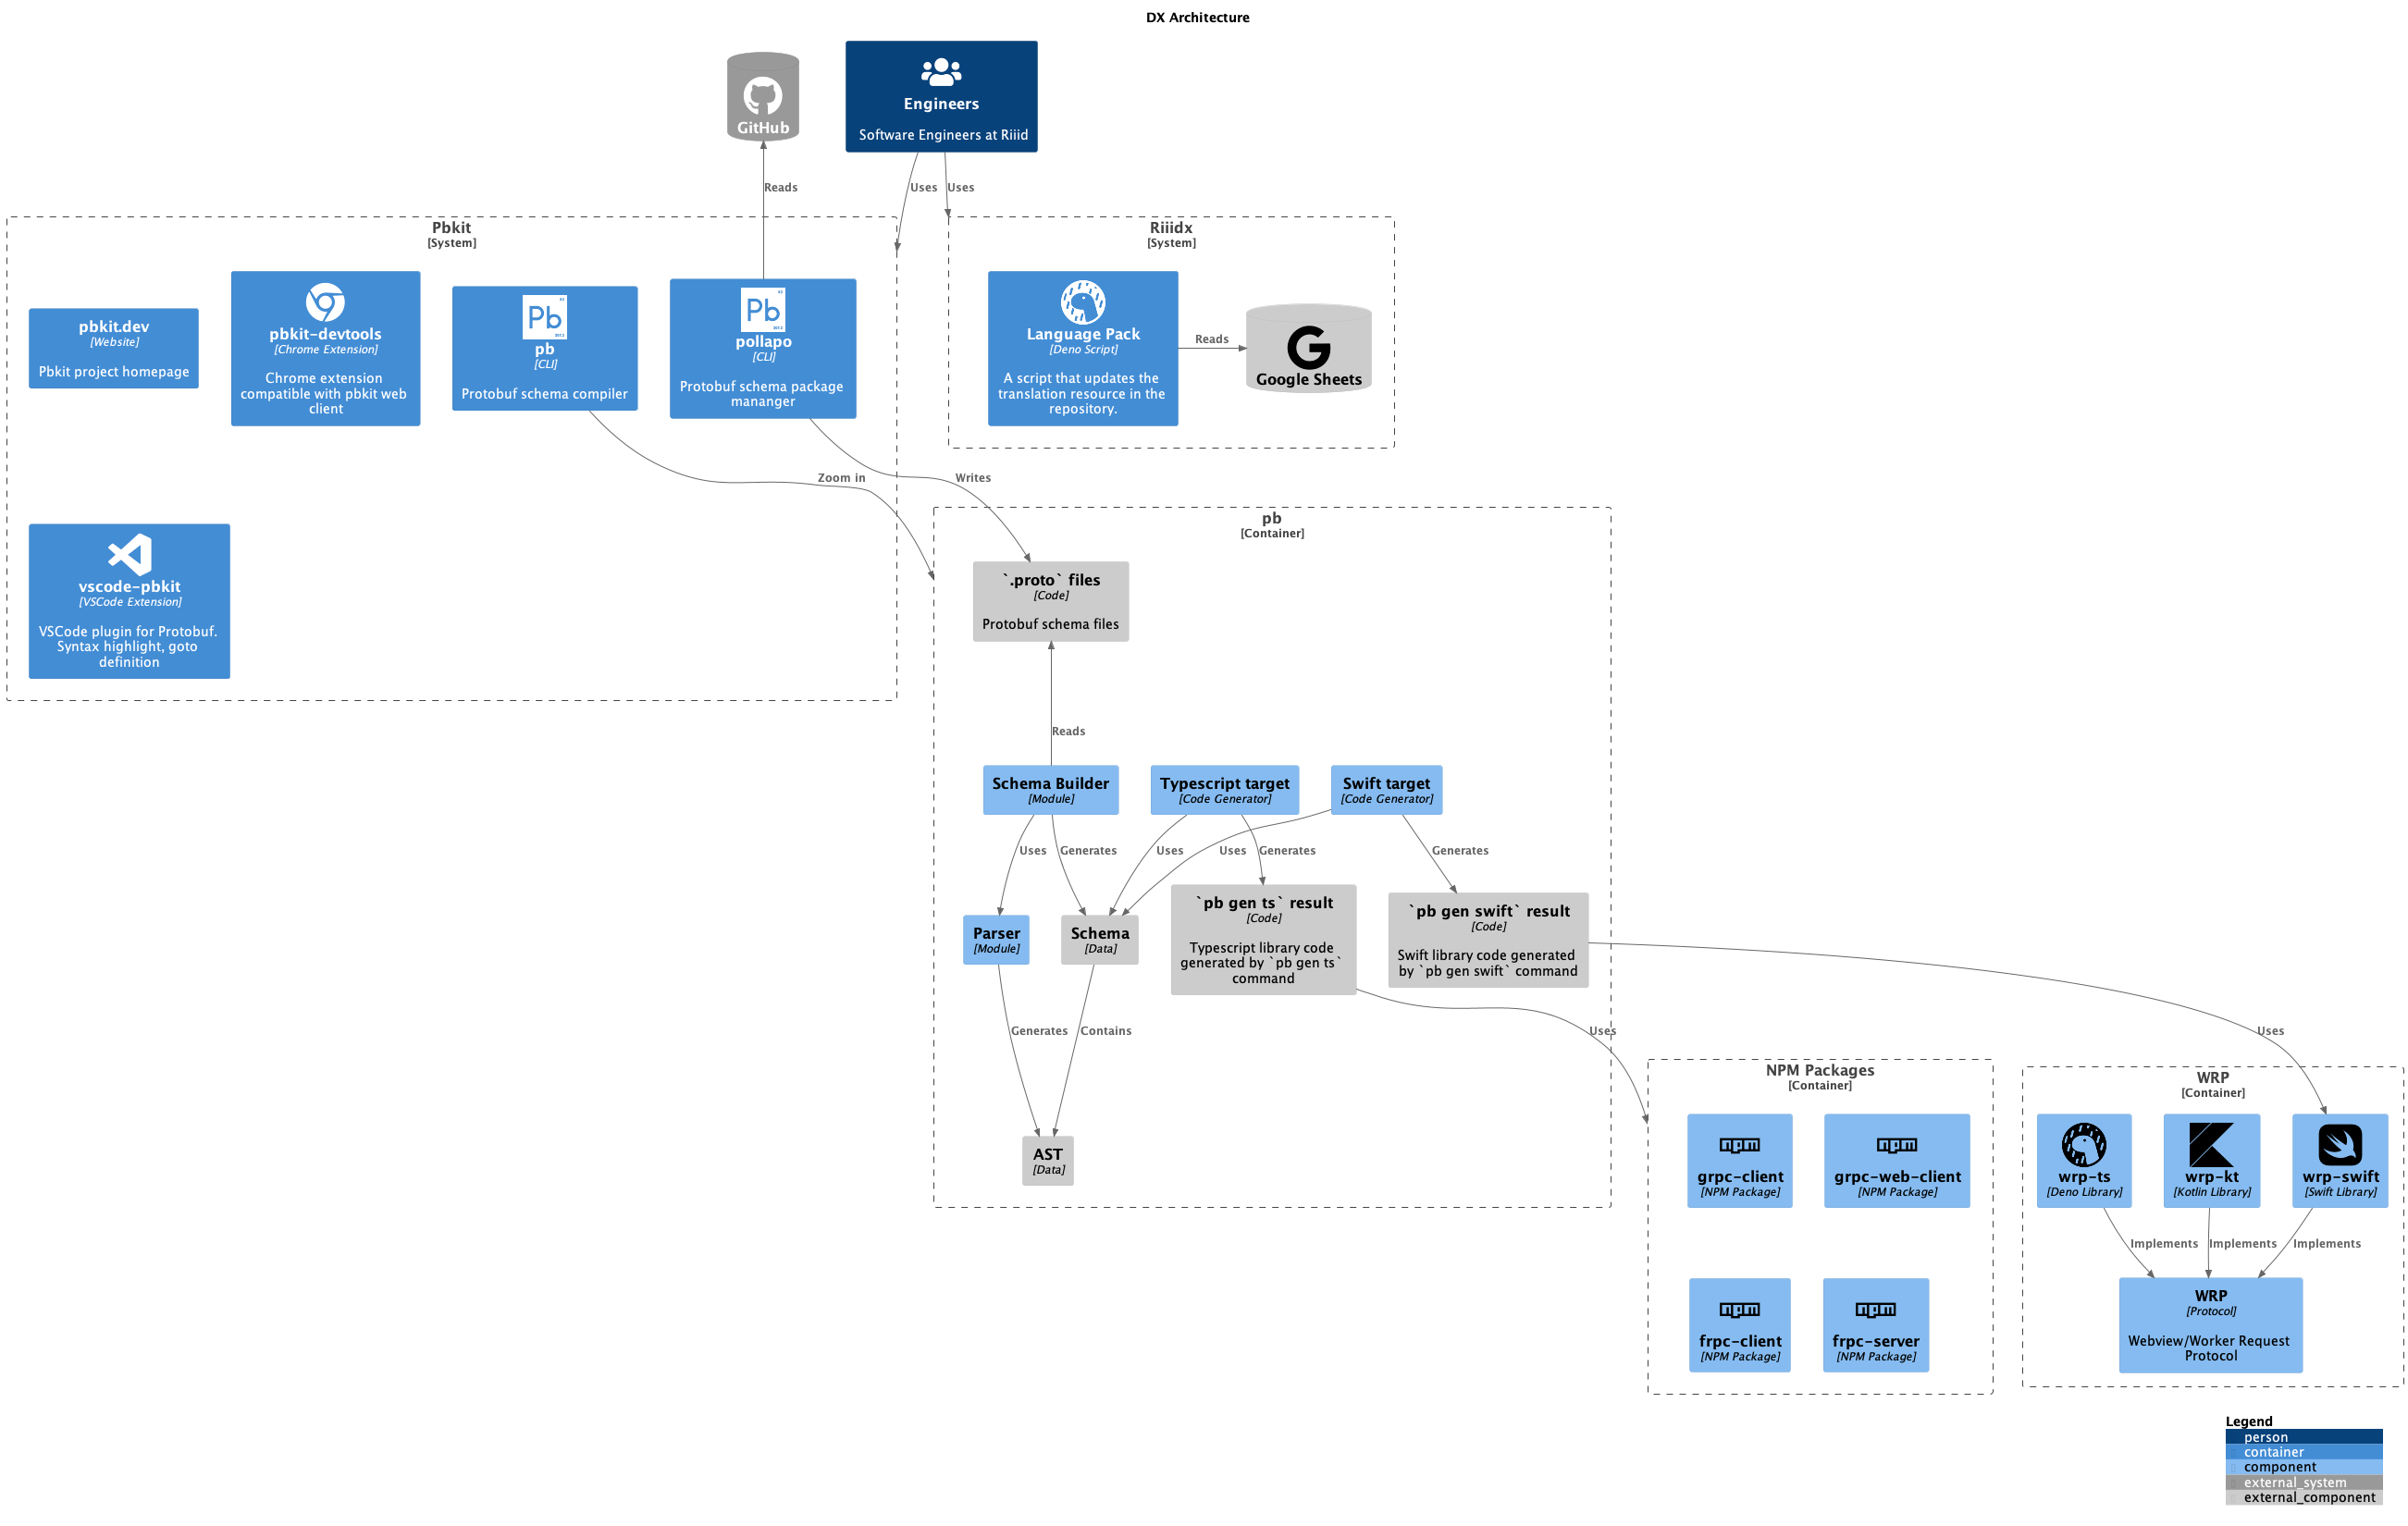 DX Architecture
GitHub
Engineers
Software Engineers at Riiid
Reads
Uses
Uses
Pbkit
[System]
pbkit.dev
[Website]
Pbkit project homepage
pbkit-devtools
[Chrome Extension]
Chrome extension
compatible with pbkit web
client
Pb
pb
[CLI]
Protobuf schema compiler
Pb
pollapo
[CLI]
Protobuf schema package
mananger
vscode-pbkit
[VSCode Extension]
VSCode plugin for Protobuf.
Syntax highlight, goto
definition
Riiidx
[System]
Language Pack
[Deno Script]
A script that updates the
translation resource in the
repository.
Reads
Google Sheets
Zoom in
Writes
pb
[Container]
`.proto` files
[Code]
Protobuf schema files
Reads
Schema Builder
[Module]
Typescript target
[Code Generator]
Swift target
[Code Generator]
Uses
Generates
Uses
Uses
Generates
Generates
Parser
[Module]
Schema
[Data]
`pb gen ts` result
[Code]
Typescript library code
generated by `pb gen ts`
command
`pb gen swift` result
[Code]
Swift library code generated
by `pb gen swift` command
Generates
Contains
Uses
Uses
AST
[Data]
NPM Packages
[Container]
npm
grpc-client
[NPM Package]
npm
grpc-web-client
[NPM Package]
npm
frpc-client
[NPM Package]
npm
frpc-server
[NPM Package]
WRP
[Container]
wrp-ts
[Deno Library]
wrp-kt
[Kotlin Library]
wrp-swift
[Swift Library]
Implements
Implements
Implements
WRP
[Protocol]
Webview/Worker Request
Protocol
Legend
person
container
component
external_system
external_component